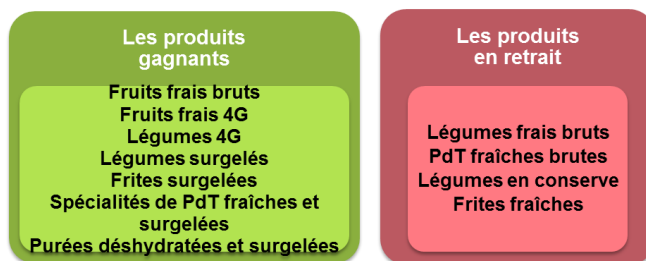 Les produits
gagnants
Fruits frais bruts
Fruits frais 4G
Légumes 4G
Légumes surgelés
Frites surgelées
Spécialités de PdT fraîches et
surgelées
Purées déshydratées et surgelées
Les produits
en retrait
Légumes frais bruts
PdT fraîches brutes
Légumes en conserve
Frites fraîches